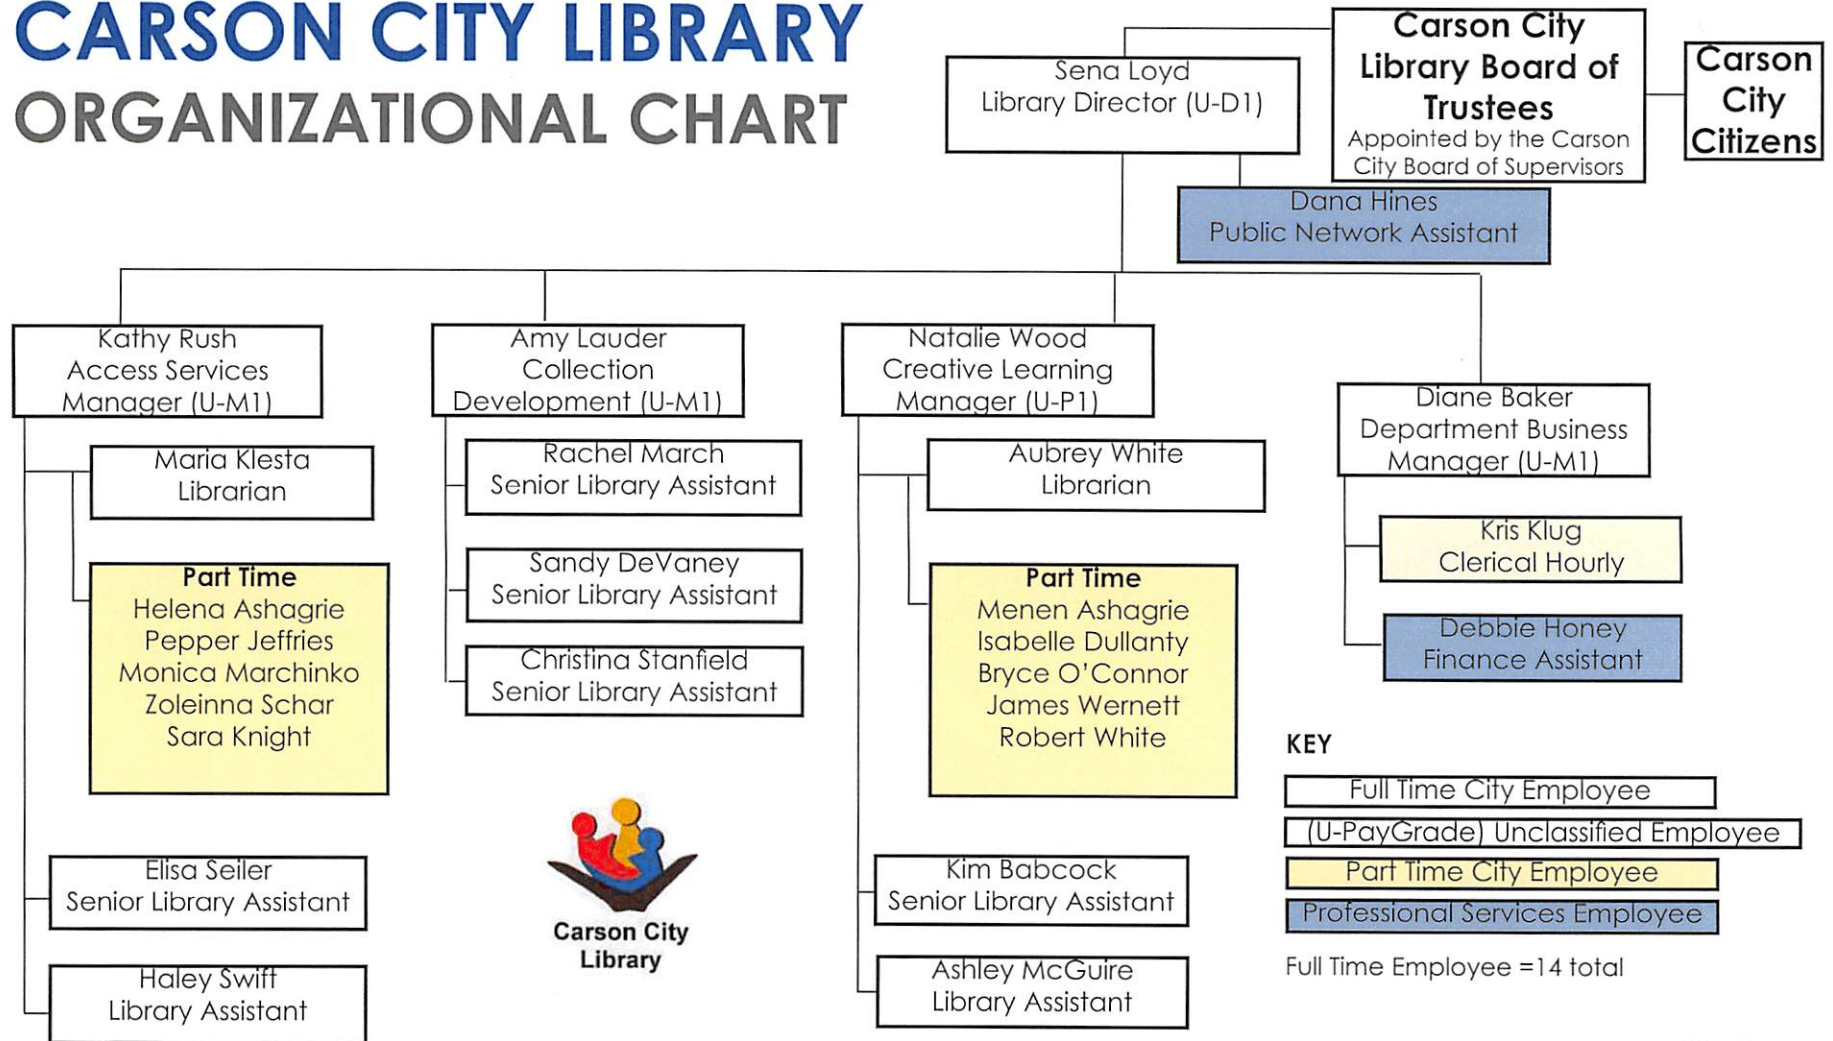 CARSON CITY LIBRARY
ORGANIZATIONAL CHART
Carson City
Library Board of
Trustees
Appointed by the Carson
City Board of Supervisors
Carson
City
Citizens
Sena Loyd
Library Director (U-D1)
Dana Hines
Public Network Assistant
Kathy Rush
Access Services
Manager (U-M1)
Maria Klesta
Librarian
Part Time
Helena Ashagrie
Pepper Jeffries
Monica Marchinko
Zoleinna Schar
Sara Knight
Elisa Seiler
Senior Library Assistant
Haley Swift
Library Assistant
Amy Lauder
Collection
Development (U-M1)
Rachel March
Senior Library Assistant
Sandy DeVaney
Senior Library Assistant
Christina Stanfield
Senior Library Assistant
Carson City
Library
Natalie Wood
Creative Learning
Manager (U-P1)
Aubrey White
Librarian
Part Time
Menen Ashagrie
Isabelle Dullanty
Bryce O'Connor
James Wernett
Robert White
Kim Babcock
Senior Library Assistant
Ashley McGuire
Library Assistant
Diane Baker
Department Business
Manager (U-M1)
Kris Klug
Clerical Hourly
Debbie Honey
Finance Assistant
KEY
Full Time City Employee
(U-PayGrade) Unclassified Employee
Part Time City Employee
Professional Services Employee
Full Time Employee =14 total